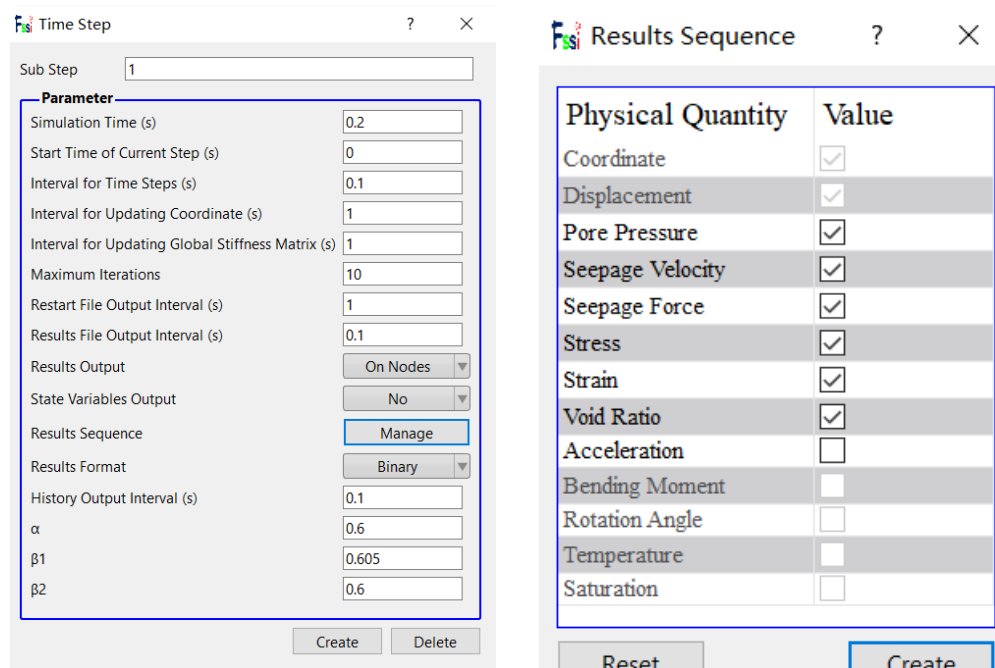 Fssi Time Step ?
Sub Step 1
Parameter
Simulation Time (s) 0.2
Start Time of Current Step (s) 0
Interval for Time Steps (s) 0.1
Interval for Updating Coordinate (s) 1
Interval for Updating Global Stiffness Matrix (s) 1
Maximum Iterations 10
Restart File Output Interval (s) 1
Results File Output Interval (s) 0.1
Results Output On Nodes
State Variables Output No
Results Sequence Manage
Results Format Binary
History Output Interval (s) 0.1
α 0.6
β1 0.605
β2 0.6
Create Delete
Fssi Results Sequence ?
Physical Quantity Value
Coordinate
Displacement
Pore Pressure
Seepage Velocity
Seepage Force
Stress
Strain
Void Ratio
Acceleration
Bending Moment
Rotation Angle
Temperature
Saturation
Reset Create